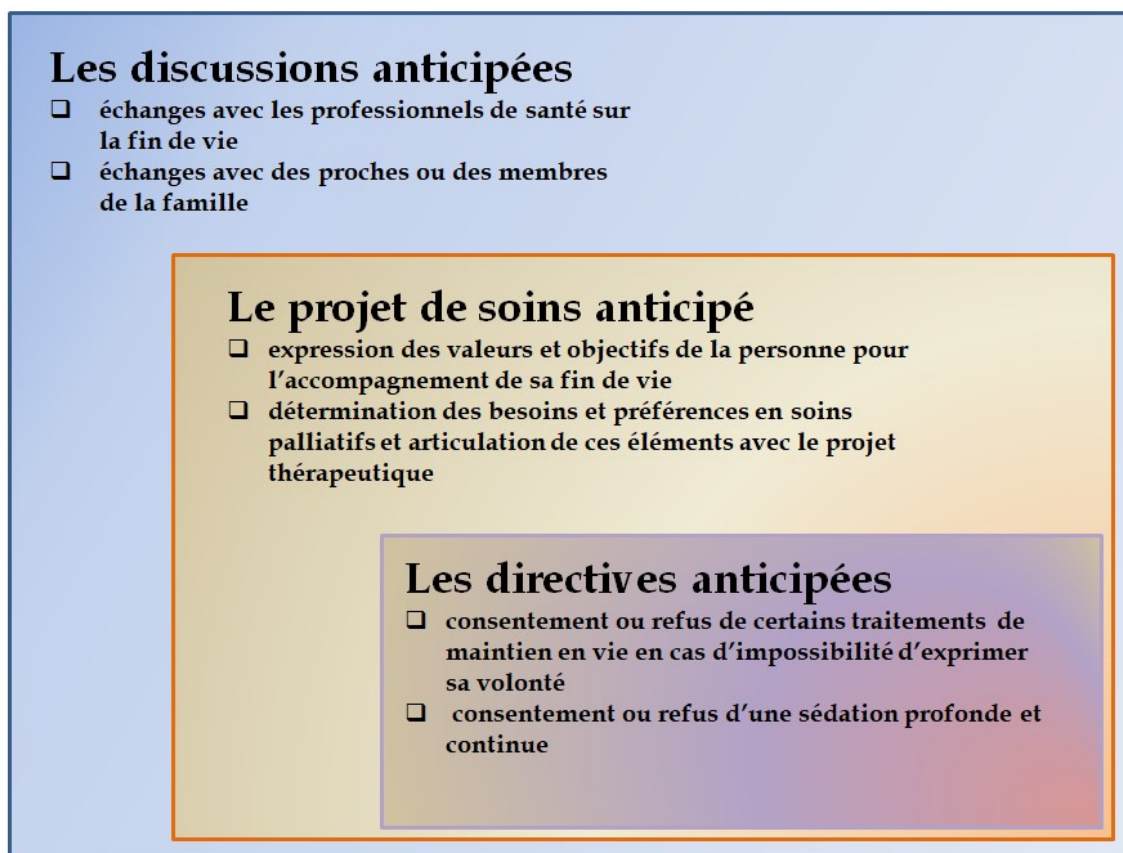 Les discussions anticipées
❑ échanges avec les professionnels de santé sur
la fin de vie
❑ échanges avec des proches ou des membres
de la famille
Le projet de soins anticipé
❑ expression des valeurs et objectifs de la personne pour
l’accompagnement de sa fin de vie
❑ détermination des besoins et préférences en soins
palliatifs et articulation de ces éléments avec le projet
thérapeutique
Les directives anticipées
❑ consentement ou refus de certains traitements de
maintien en vie en cas d’impossibilité d’exprimer
sa volonté
❑ consentement ou refus d’une sédation profonde et
continue